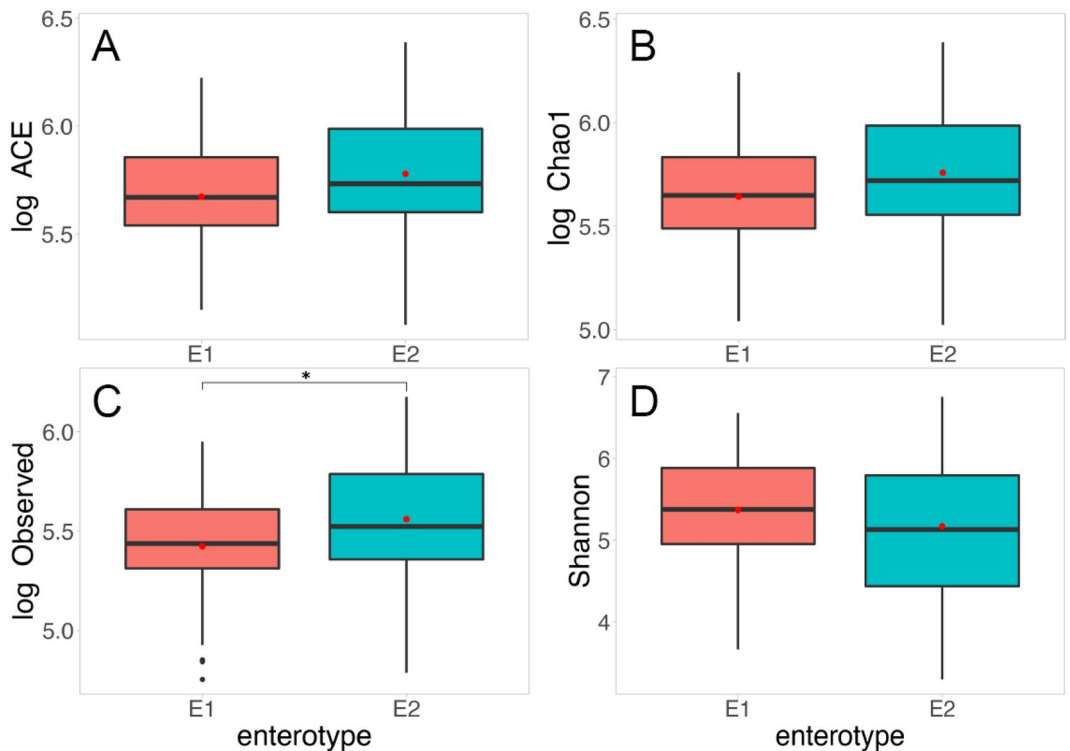 A
log ACE
6.5
6.0
5.5
E1 E2
B
log Chao1
6.5
6.0
5.5
5.0
E1 E2
C
*
log Observed
6.0
5.5
5.0
E1 E2
enterotype
D
Shannon
7
6
5
4
E1 E2
enterotype